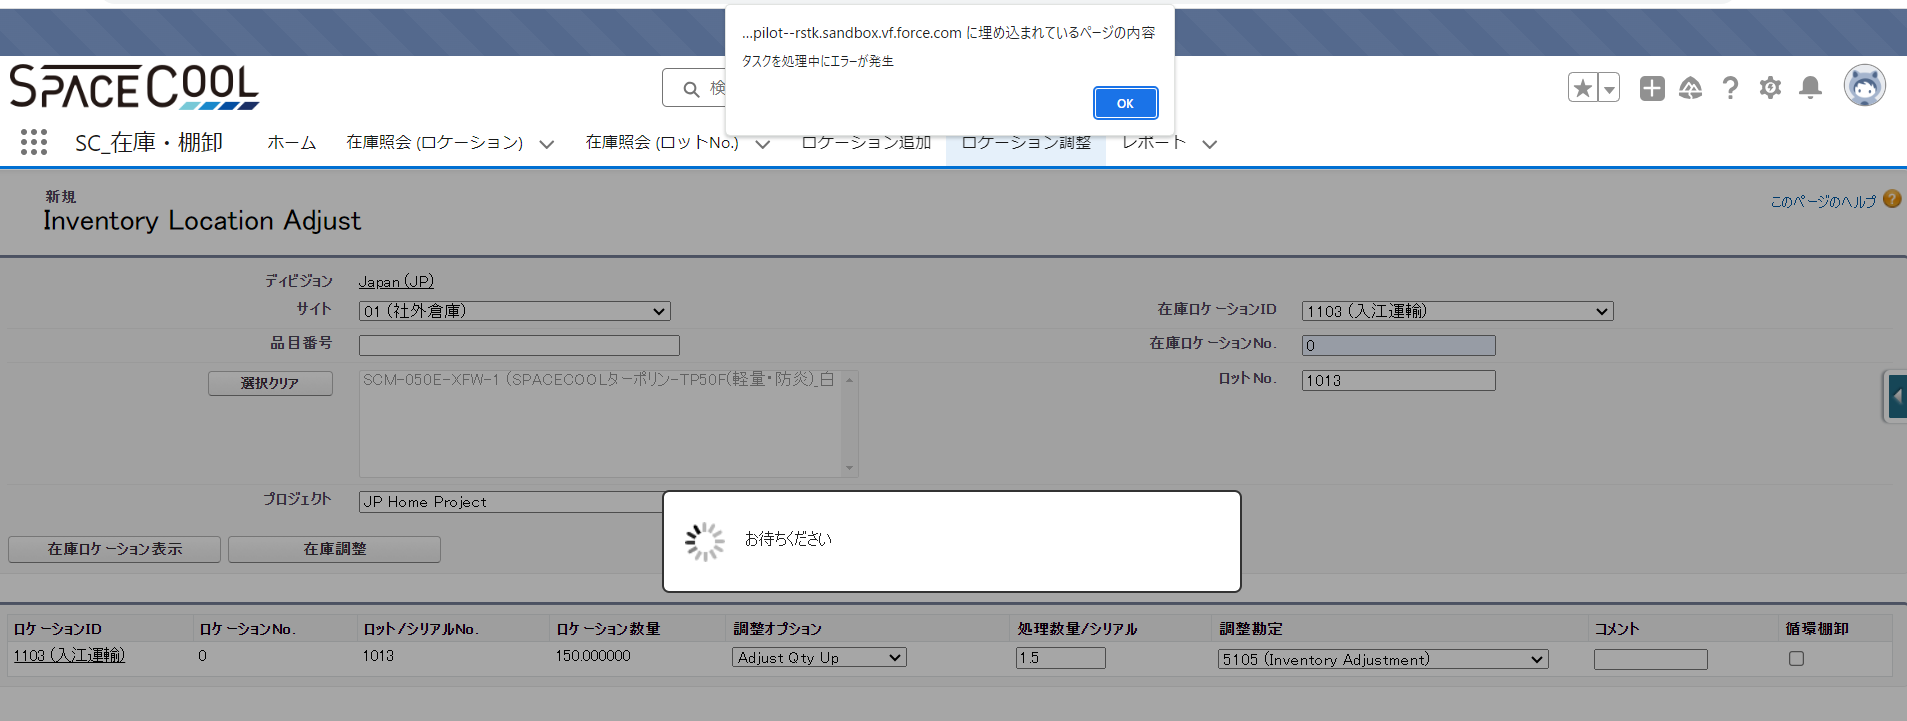 ...pilot--rstk.sandbox.vf.force.com に埋め込まれているページの内容
タスクを処理中にエラーが発生
OK
SPACECOOL
検
SC_在庫・棚卸
ホーム
在庫照会 (ロケーション)
在庫照会 (ロットNo.)
ロケーション追加
ロケーション調整
レポート
新規
Inventory Location Adjust
このページのヘルプ
ディビジョン Japan (JP)
サイト 01 (社外倉庫)
在庫ロケーションID 1103 (入江運輸)
品目番号
在庫ロケーションNo. 0
選択クリア
SCM-050E-XFW-1 (SPACECOOLターポリン-TP50F(軽量・防炎)_白
ロットNo. 1013
プロジェクト JP Home Project
お待ちください
在庫ロケーション表示
在庫調整
ロケーションID ロケーションNo. ロット/シリアルNo. ロケーション数量 調整オプション 処理数量/シリアル 調整勘定 コメント 循環棚卸
1103 (入江運輸) 0 1013 150.000000 Adjust Qty Up 1.5 5105 (Inventory Adjustment)